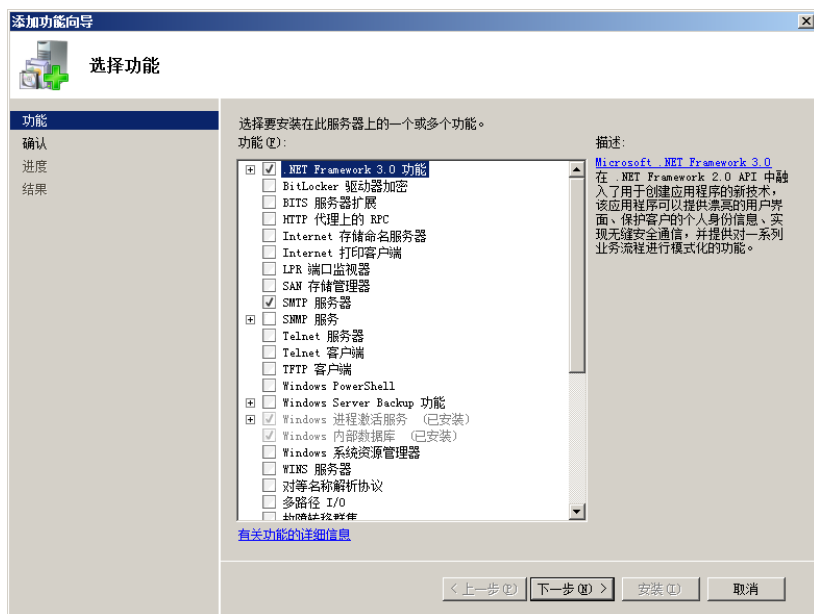 添加功能向导
选择功能
功能
确认
进度
结果
选择要安装在此服务器上的一个或多个功能。
功能(F):
.NET Framework 3.0 功能
BitLocker 驱动器加密
BITS 服务器扩展
HTTP 代理上的 RPC
Internet 存储命名服务器
Internet 打印客户端
LPR 端口监视器
SAN 存储管理器
SMTP 服务器
SNMP 服务
Telnet 服务器
Telnet 客户端
TFTP 客户端
Windows PowerShell
Windows Server Backup 功能
Windows 进程激活服务 (已安装)
Windows 内部数据库 (已安装)
Windows 系统资源管理器
WINS 服务器
对等名称解析协议
多路径 I/O
故障转移群集
有关功能的详细信息
描述:
Microsoft .NET Framework 3.0
在 .NET Framework 2.0 API 中融
入了用于创建应用程序的新技术,
该应用程序可以提供漂亮的用户界
面、保护客户的个人身份信息、实
现无缝安全通信,并提供对一系列
业务流程进行模式化的功能。
< 上一步(P)
下一步(N) >
安装(I)
取消